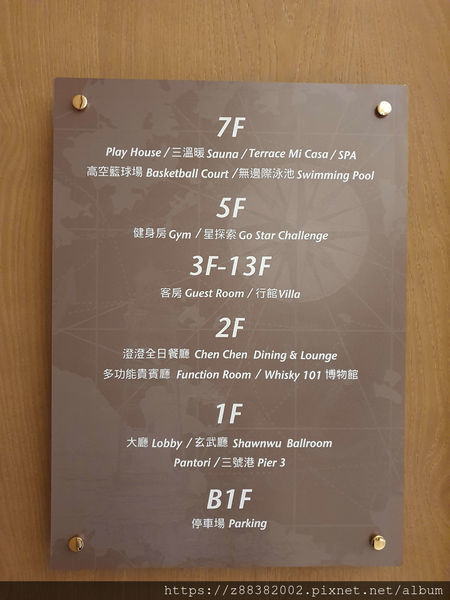 7F
Play House / 三溫暖 Sauna / Terrace Mi Casa / SPA
高空籃球場 Basketball Court / 無邊際泳池 Swimming Pool
5F
健身房 Gym / 星探索 Go Star Challenge
3F-13F
客房 Guest Room / 行館 Villa
2F
澄澄全日餐廳 Chen Chen Dining & Lounge
多功能貴賓廳 Function Room / Whisky 101 博物館
1F
大廳 Lobby / 玄武廳 Shawnwu Ballroom
Pantori / 三號港 Pier 3
B1F
停車場 Parking
https://z88382002.pixnet.net/album